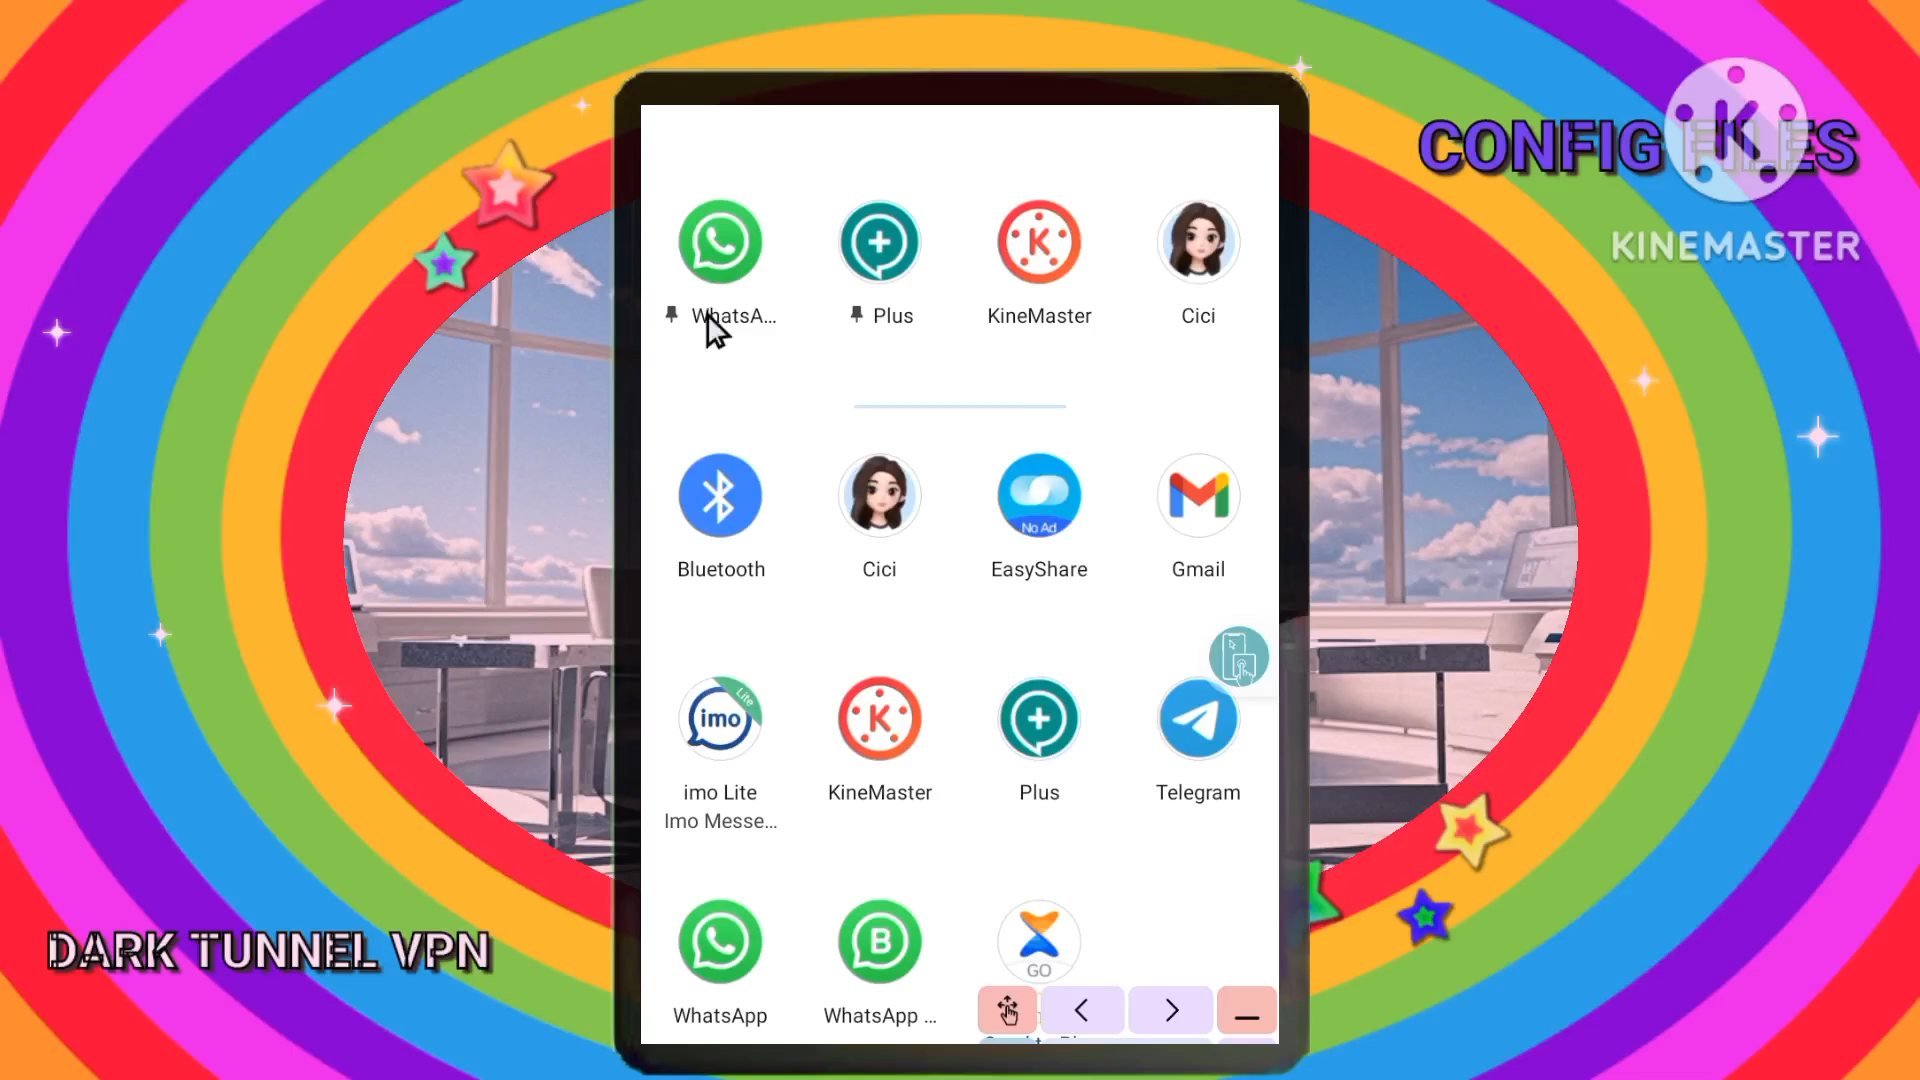 CONFIG FILES
KINEMASTER
WhatsA...
Plus
KineMaster
Cici
No Ad
Bluetooth
Cici
EasyShare
Gmail
Lite
imo
imo Lite
Imo Messe...
KineMaster
Plus
Telegram
B
GO
WhatsApp
WhatsApp ...
DARK TUNNEL VPN